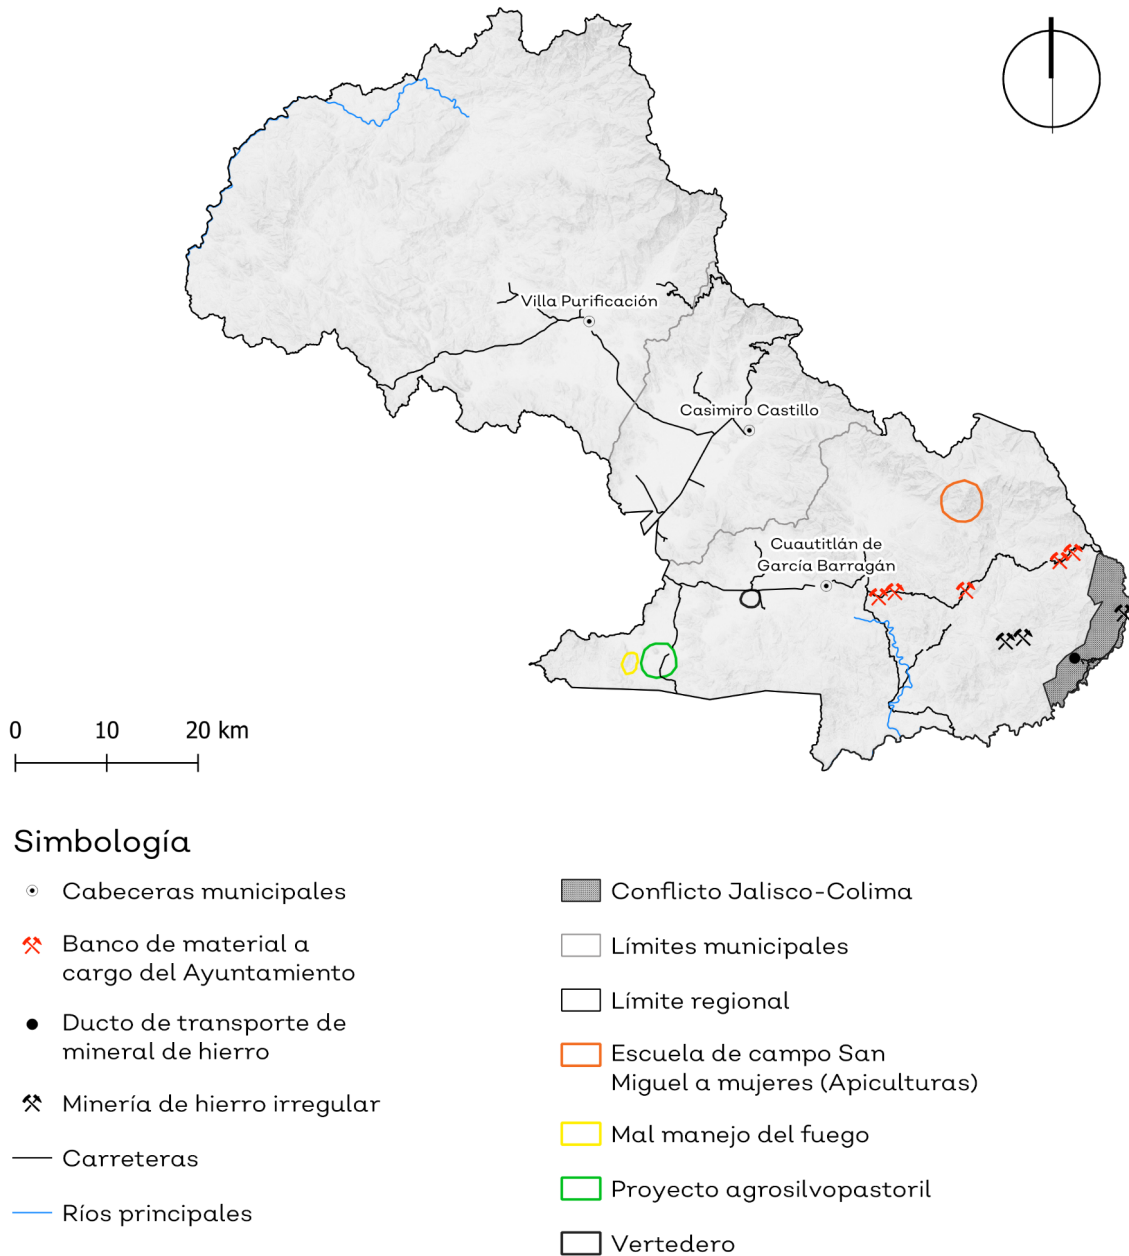 Villa Purificación
Casimiro Castillo
Cuautitlán de
García Barragán
0 10 20 km
Simbología
Cabeceras municipales
Banco de material a
cargo del Ayuntamiento
Ducto de transporte de
mineral de hierro
Minería de hierro irregular
Carreteras
Ríos principales
Conflicto Jalisco-Colima
Límites municipales
Límite regional
Escuela de campo San
Miguel a mujeres (Apiculturas)
Mal manejo del fuego
Proyecto agrosilvopastoril
Vertedero